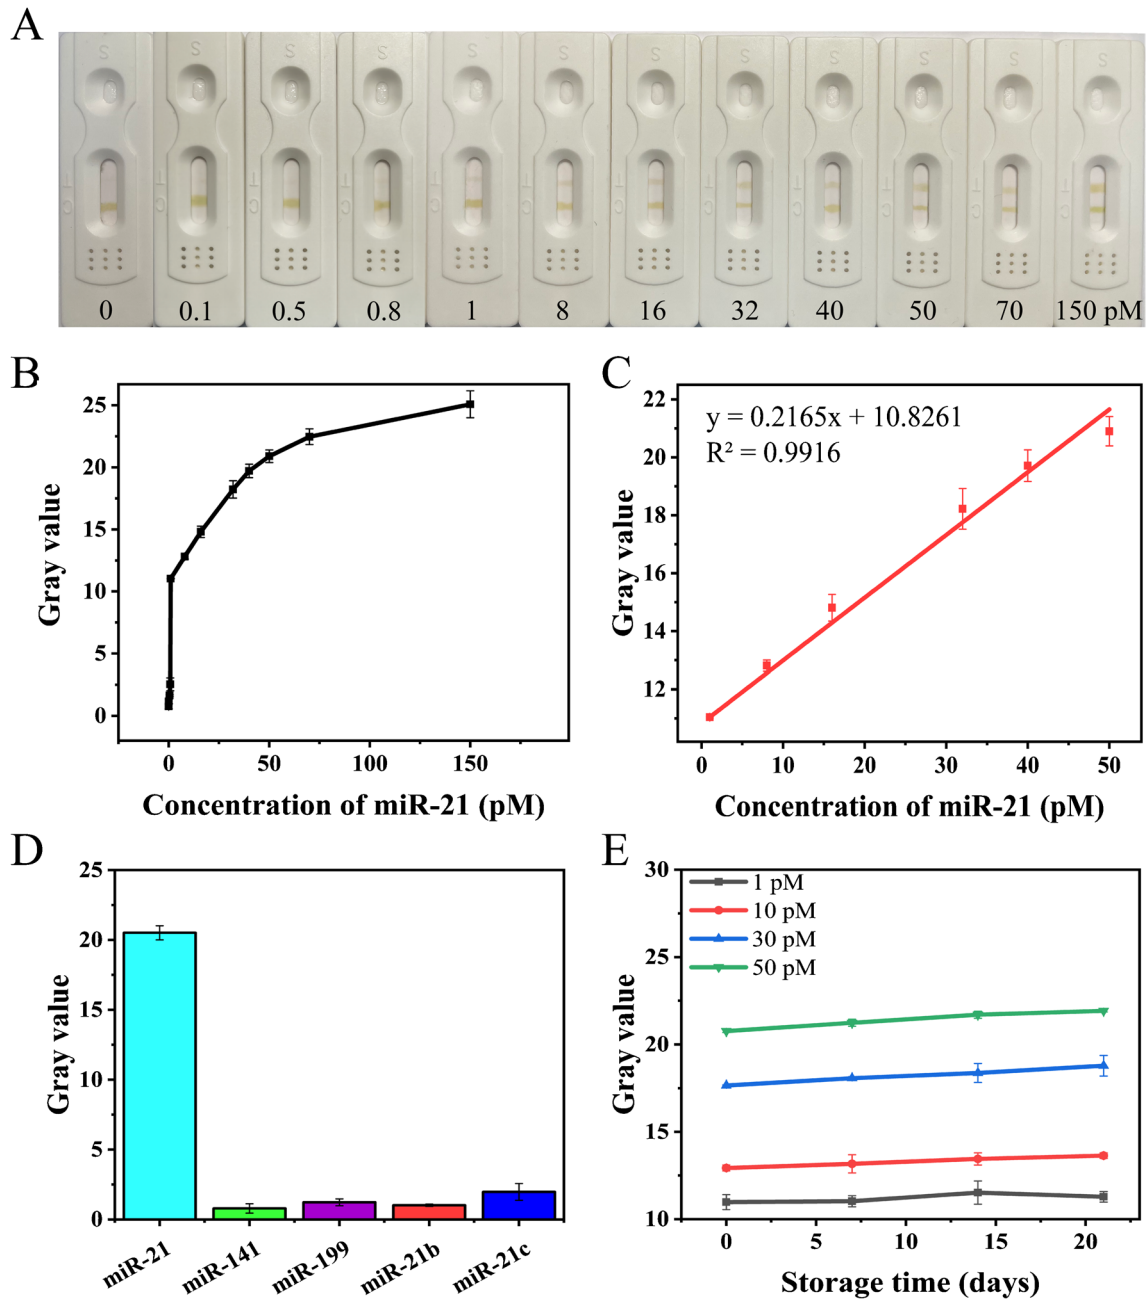 A
S S S S S S S S S S S S
T T T T T T T T T T T T
C C C C C C C C C C C C
0 0.1 0.5 0.8 1 8 16 32 40 50 70 150 pM
B
25
20
15
10
5
0
0 50 100 150
Gray value
Concentration of miR-21 (pM)
C
y = 0.2165x + 10.8261
R² = 0.9916
22
20
18
16
14
12
0 10 20 30 40 50
Gray value
Concentration of miR-21 (pM)
D
25
20
15
10
5
0
Gray value
miR-21 miR-141 miR-199 miR-21b miR-21c
E
1 pM
10 pM
30 pM
50 pM
30
25
20
15
10
0 5 10 15 20
Gray value
Storage time (days)